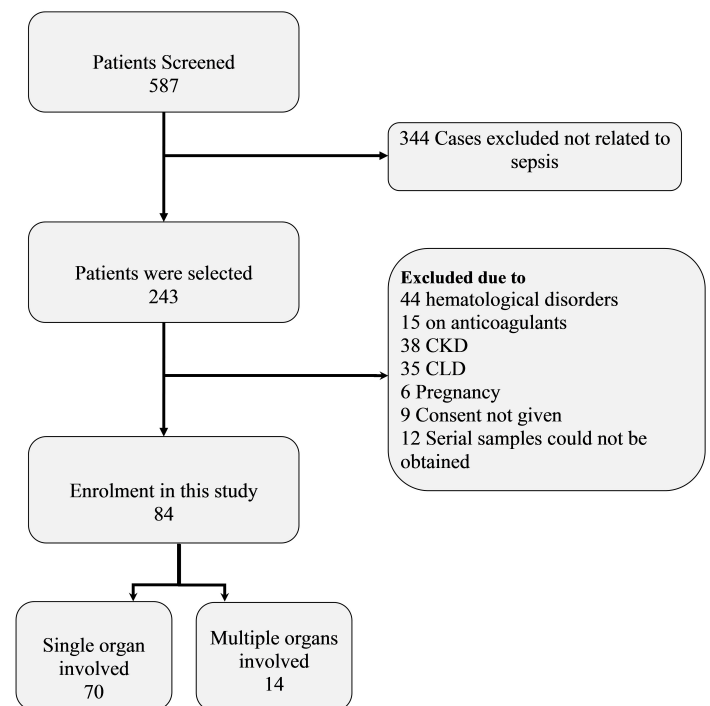 Patients Screened
587
344 Cases excluded not related to
sepsis
Patients were selected
243
Excluded due to
44 hematological disorders
15 on anticoagulants
38 CKD
35 CLD
6 Pregnancy
9 Consent not given
12 Serial samples could not be
obtained
Enrolment in this study
84
Single organ
involved
70
Multiple organs
involved
14